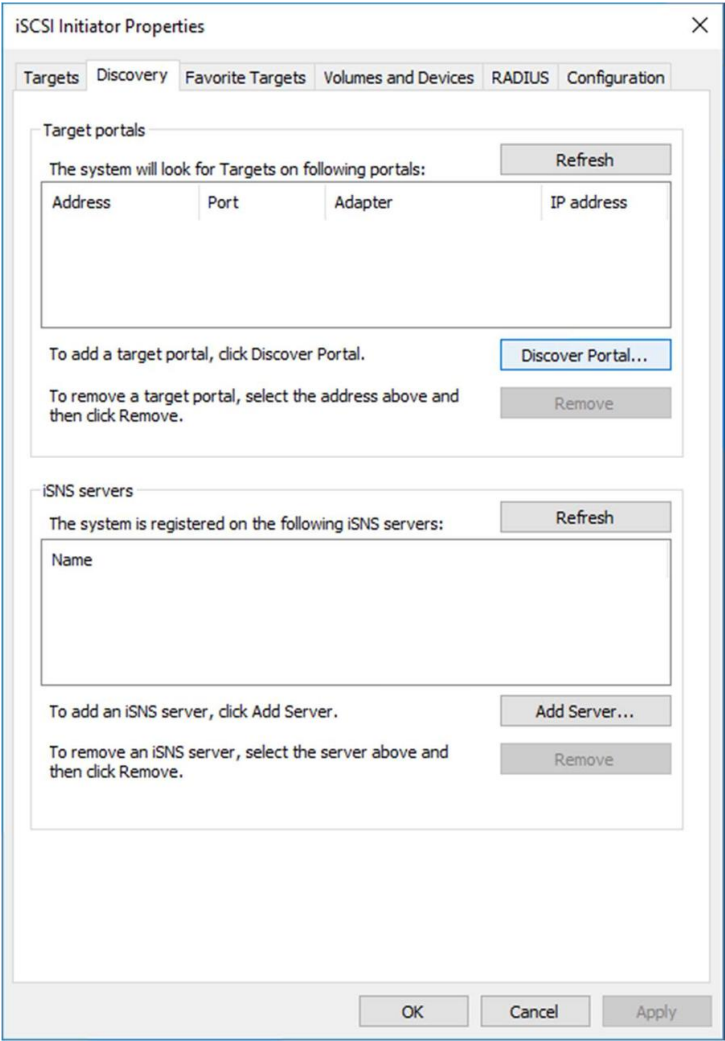 iSCSI Initiator Properties
Targets Discovery Favorite Targets Volumes and Devices RADIUS Configuration
Target portals
The system will look for Targets on following portals:
Refresh
Address Port Adapter IP address
To add a target portal, click Discover Portal.
Discover Portal...
To remove a target portal, select the address above and
then click Remove.
Remove
iSNS servers
The system is registered on the following iSNS servers:
Refresh
Name
To add an iSNS server, click Add Server.
Add Server...
To remove an iSNS server, select the server above and
then click Remove.
Remove
OK Cancel Apply